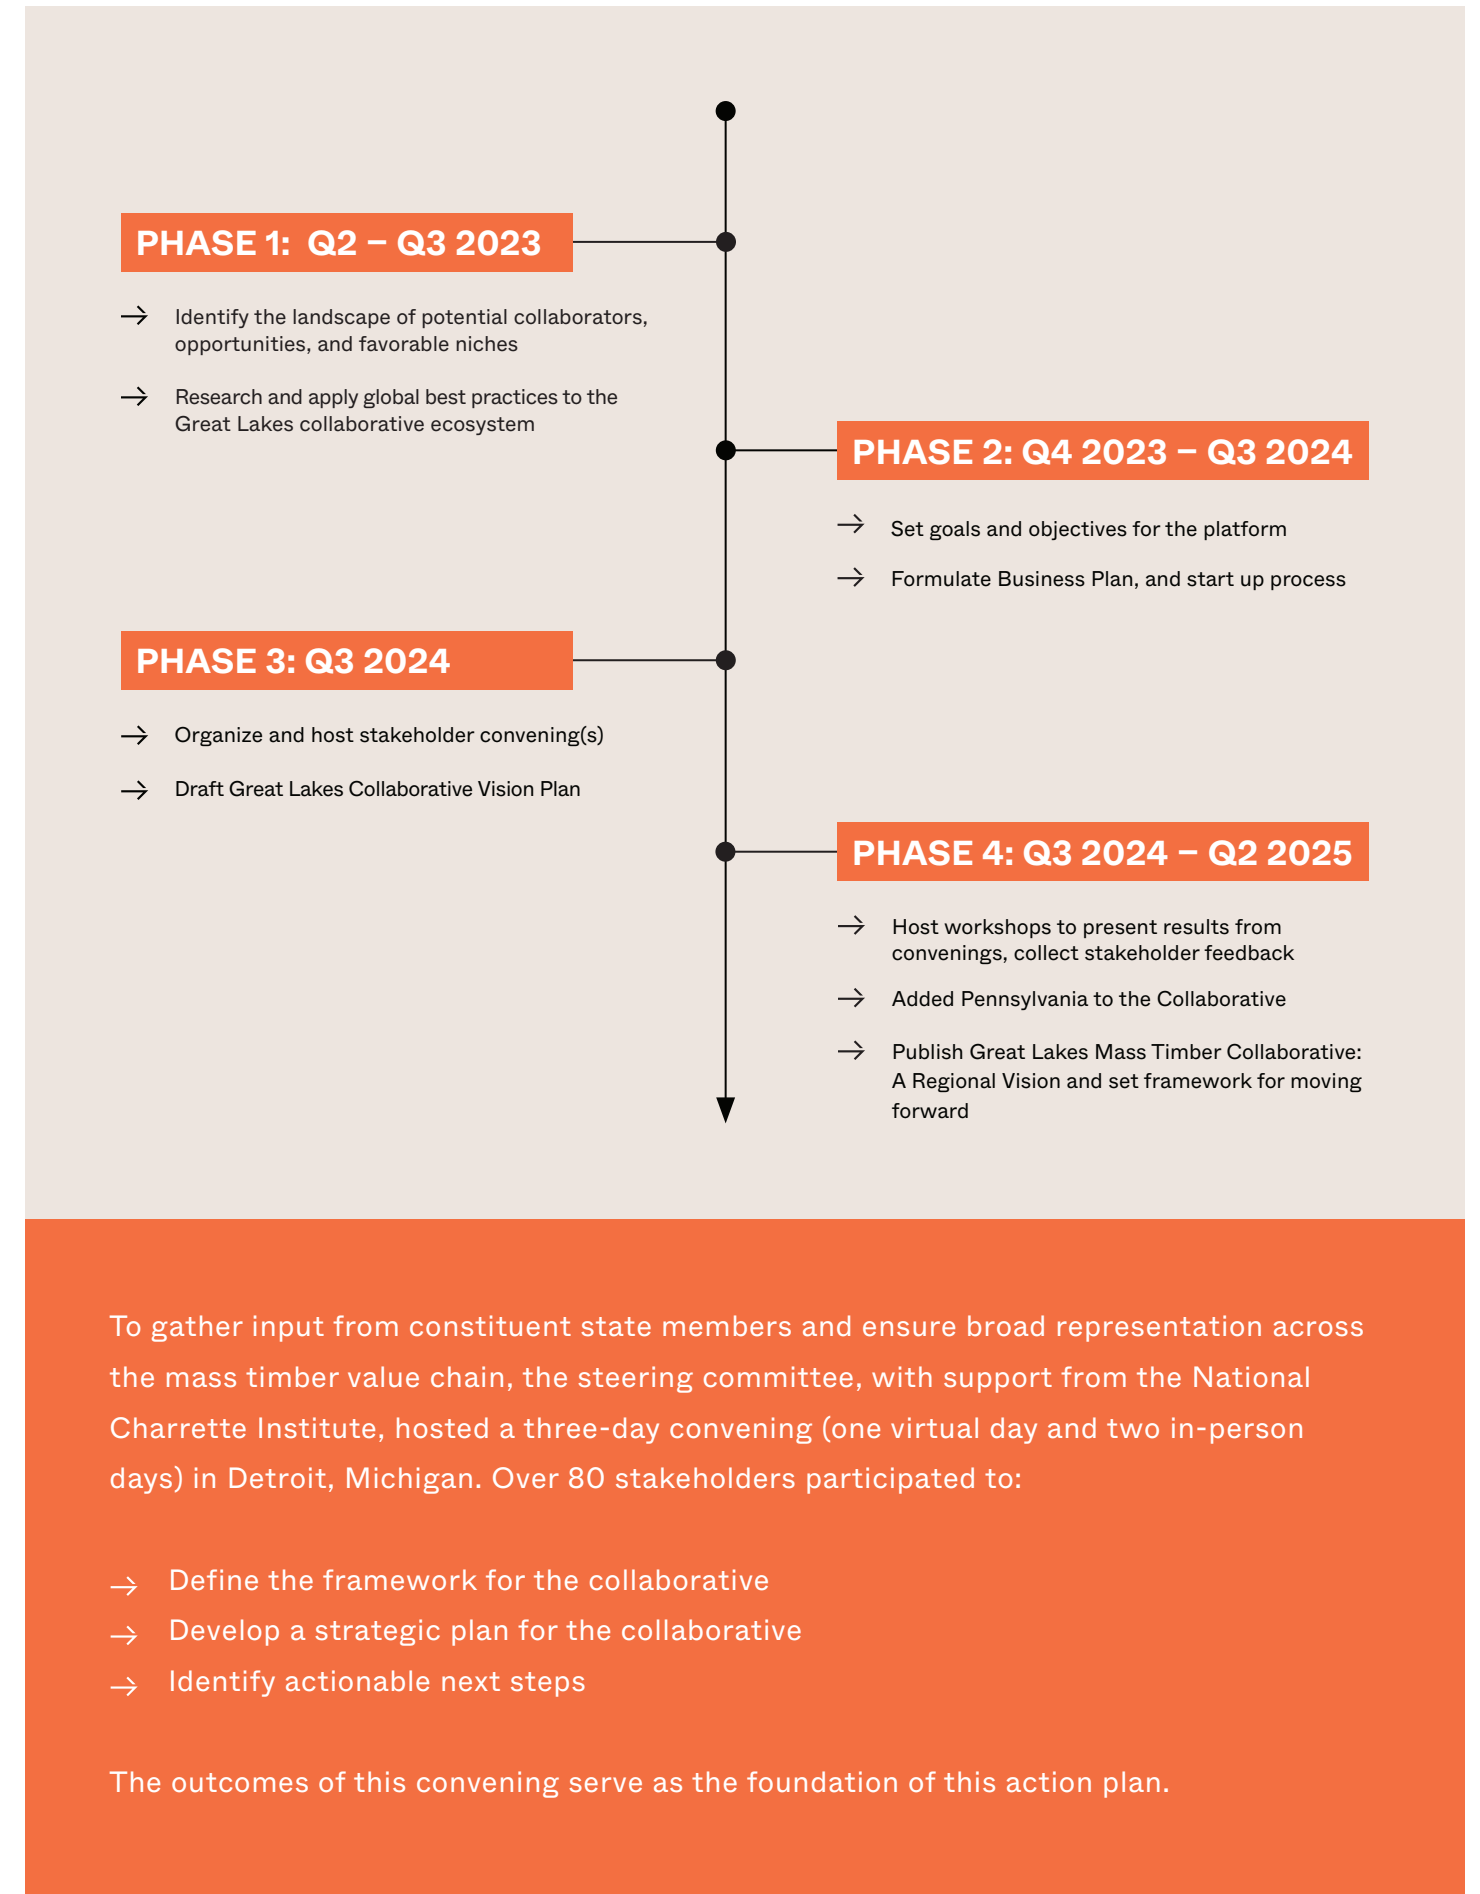 PHASE 1: Q2 – Q3 2023
→ Identify the landscape of potential collaborators,
opportunities, and favorable niches
→ Research and apply global best practices to the
Great Lakes collaborative ecosystem
PHASE 2: Q4 2023 – Q3 2024
→ Set goals and objectives for the platform
→ Formulate Business Plan, and start up process
PHASE 3: Q3 2024
→ Organize and host stakeholder convening(s)
→ Draft Great Lakes Collaborative Vision Plan
PHASE 4: Q3 2024 – Q2 2025
→ Host workshops to present results from
convenings, collect stakeholder feedback
→ Added Pennsylvania to the Collaborative
→ Publish Great Lakes Mass Timber Collaborative:
A Regional Vision and set framework for moving
forward
To gather input from constituent state members and ensure broad representation across
the mass timber value chain, the steering committee, with support from the National
Charrette Institute, hosted a three-day convening (one virtual day and two in-person
days) in Detroit, Michigan. Over 80 stakeholders participated to:
→ Define the framework for the collaborative
→ Develop a strategic plan for the collaborative
→ Identify actionable next steps
The outcomes of this convening serve as the foundation of this action plan.